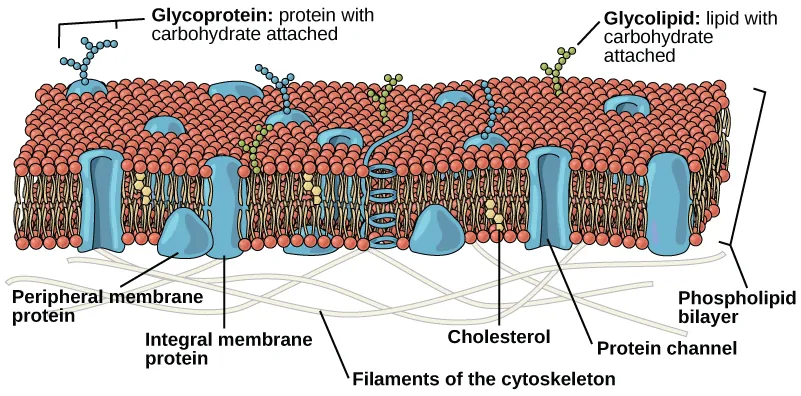 Glycoprotein: protein with
carbohydrate attached
Glycolipid: lipid with
carbohydrate
attached
Peripheral membrane
protein
Integral membrane
protein
Filaments of the cytoskeleton
Cholesterol
Protein channel
Phospholipid
bilayer